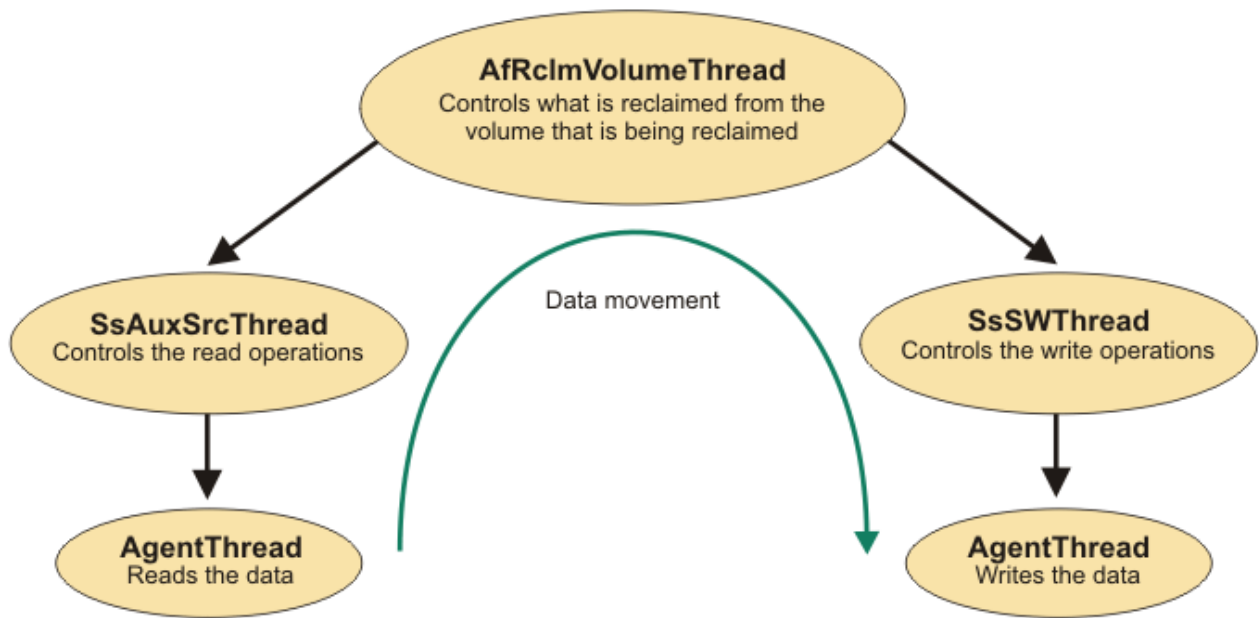 AfRclmVolumeThread
Controls what is reclaimed from the
volume that is being reclaimed
Data movement
SsAuxSrcThread
Controls the read operations
SsSWThread
Controls the write operations
AgentThread
Reads the data
AgentThread
Writes the data